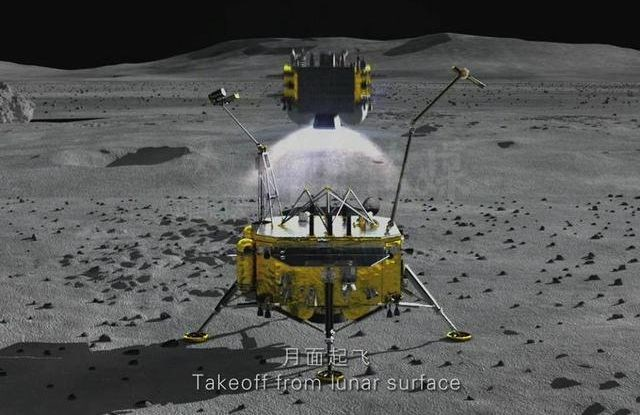 月面起飞
Takeoff from lunar surface